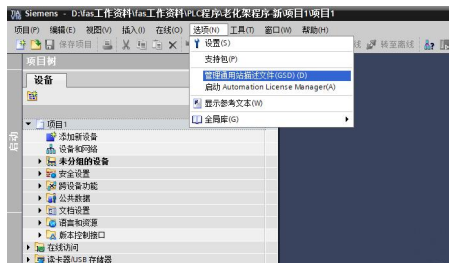 Siemens - D:\fas工作资料\fas工作资料\PLC程序\老化架程序-新\项目1\项目1
项目(P) 编辑(E) 视图(V) 插入(I) 在线(O) 选项(N) 工具(T) 窗口(W) 帮助(H)
保存项目
转至离线
设置(S)
支持包(P)
管理通用站描述文件(GSD) (D)
启动 Automation License Manager(A)
显示参考文本(W)
全局库(G)
项目树
设备
启动
项目1
添加新设备
设备和网络
未分组的设备
安全设置
跨设备功能
公共数据
文档设置
语言和资源
版本控制接口
在线访问
读卡器/USB 存储器